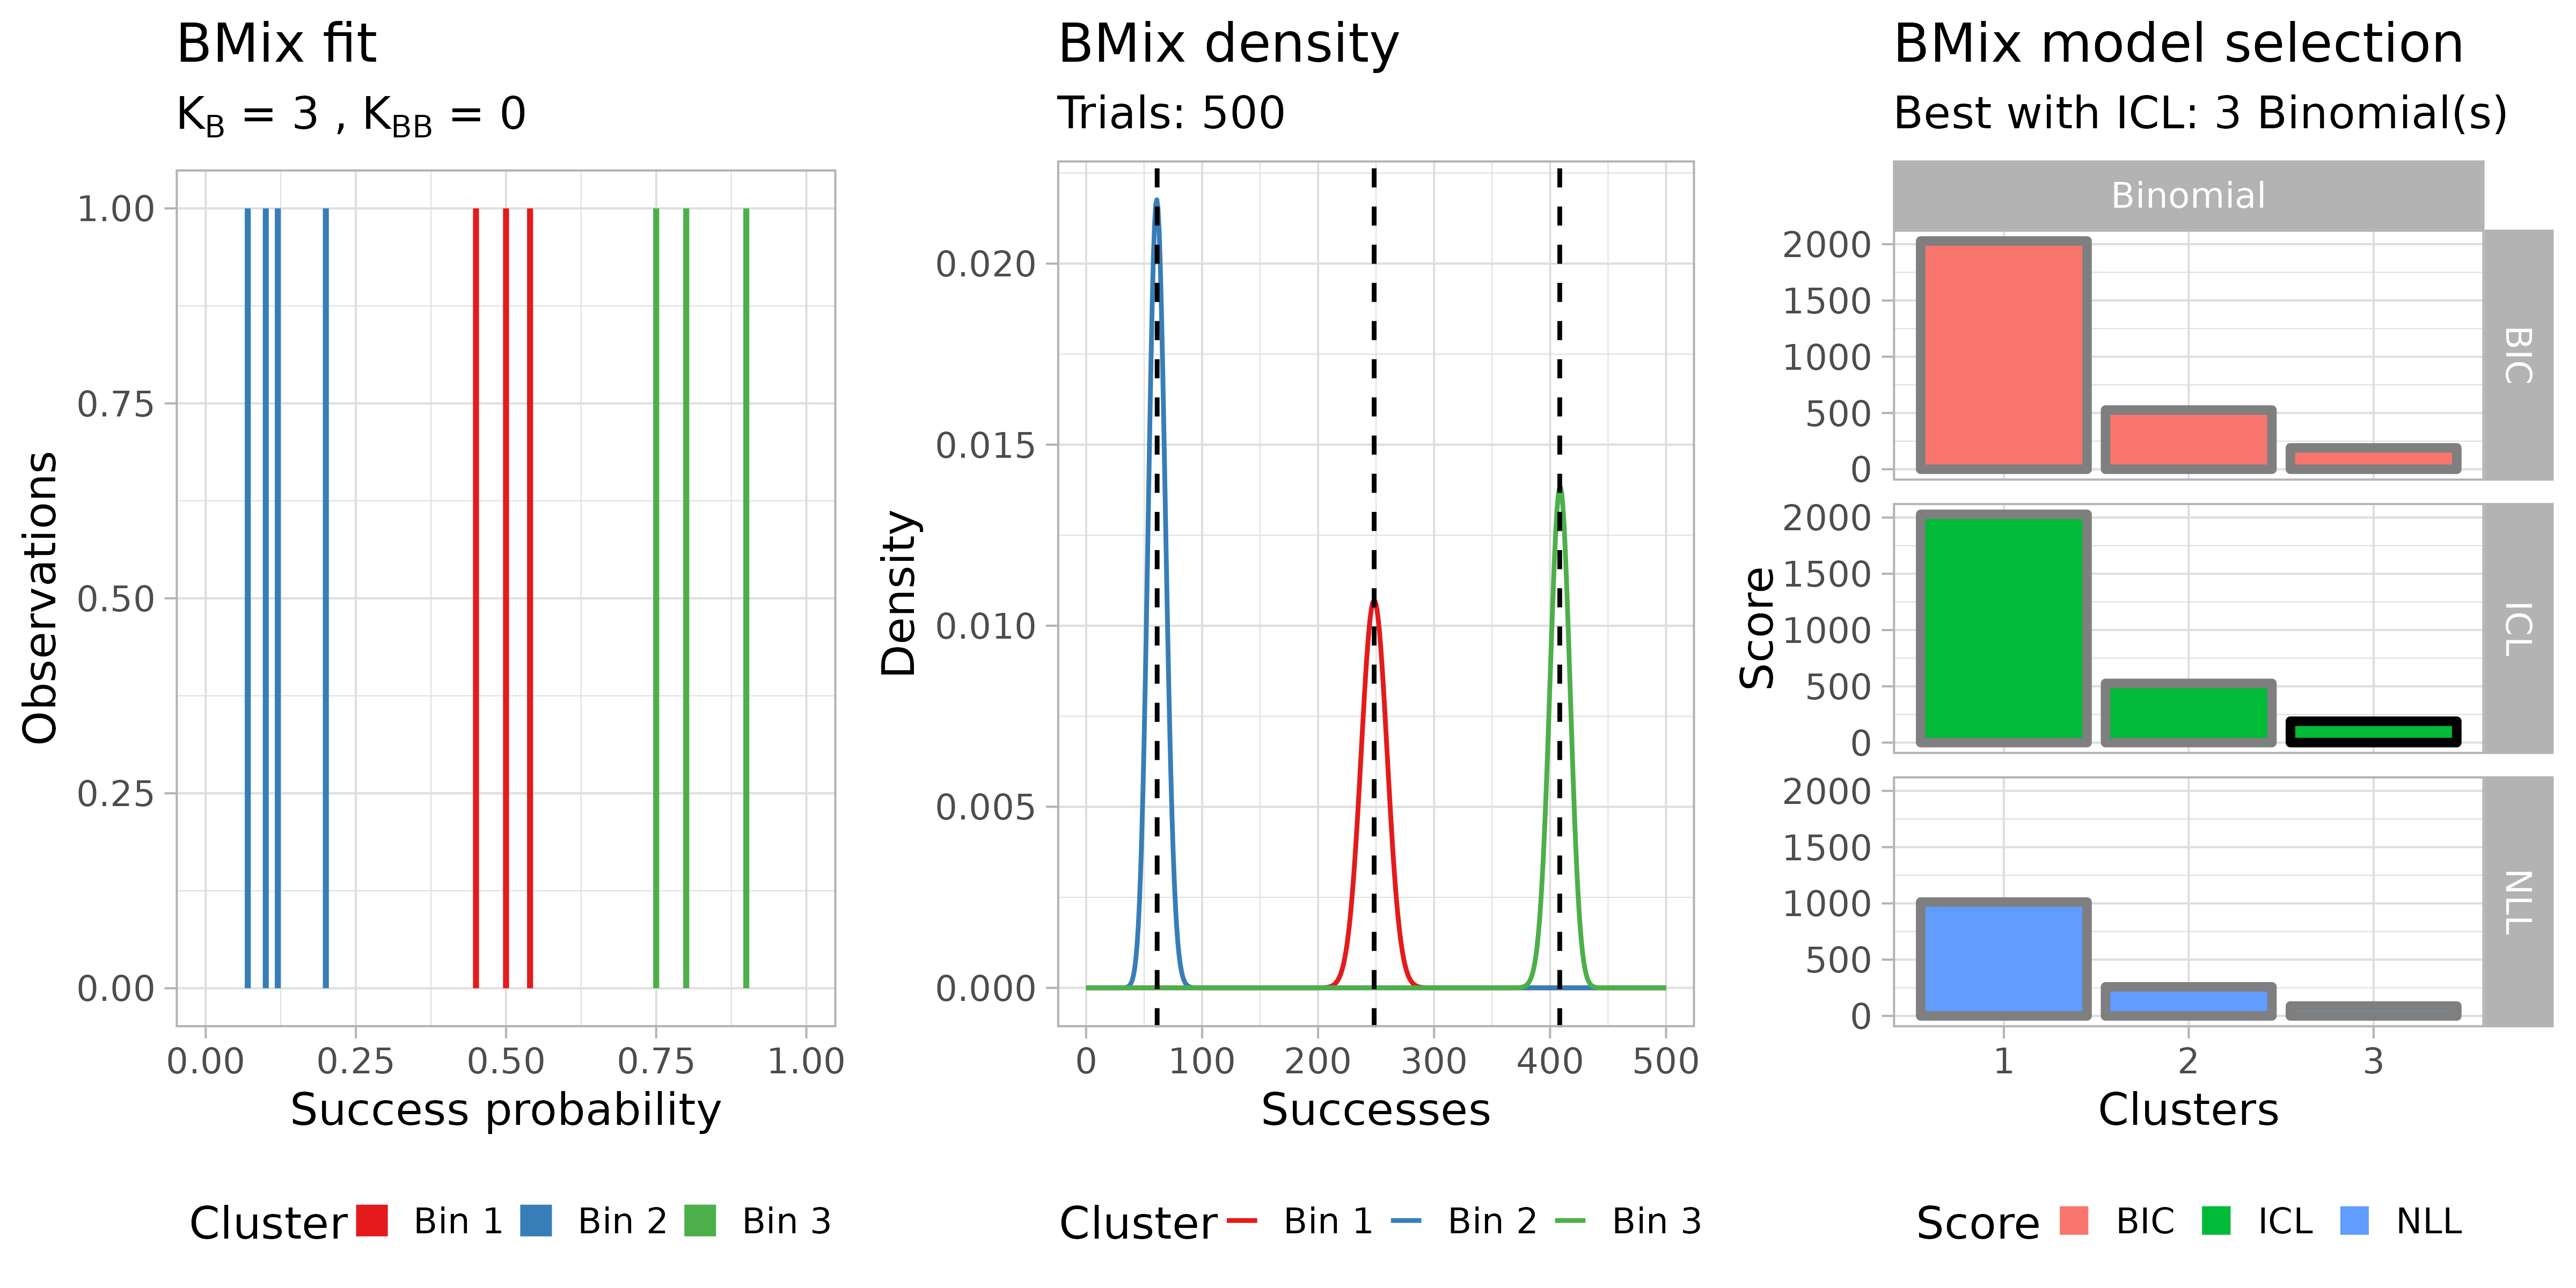 BMix fit
K_B = 3 , K_BB = 0
Observations
1.00
0.75
0.50
0.25
0.00
0.00 0.25 0.50 0.75 1.00
Success probability
Cluster Bin 1 Bin 2 Bin 3
BMix density
Trials: 500
Density
0.020
0.015
0.010
0.005
0.000
0 100 200 300 400 500
Successes
Cluster Bin 1 Bin 2 Bin 3
BMix model selection
Best with ICL: 3 Binomial(s)
Binomial
Score
2000
1500
1000
500
0
BIC
2000
1500
1000
500
0
ICL
2000
1500
1000
500
0
NLL
1 2 3
Clusters
Score BIC ICL NLL